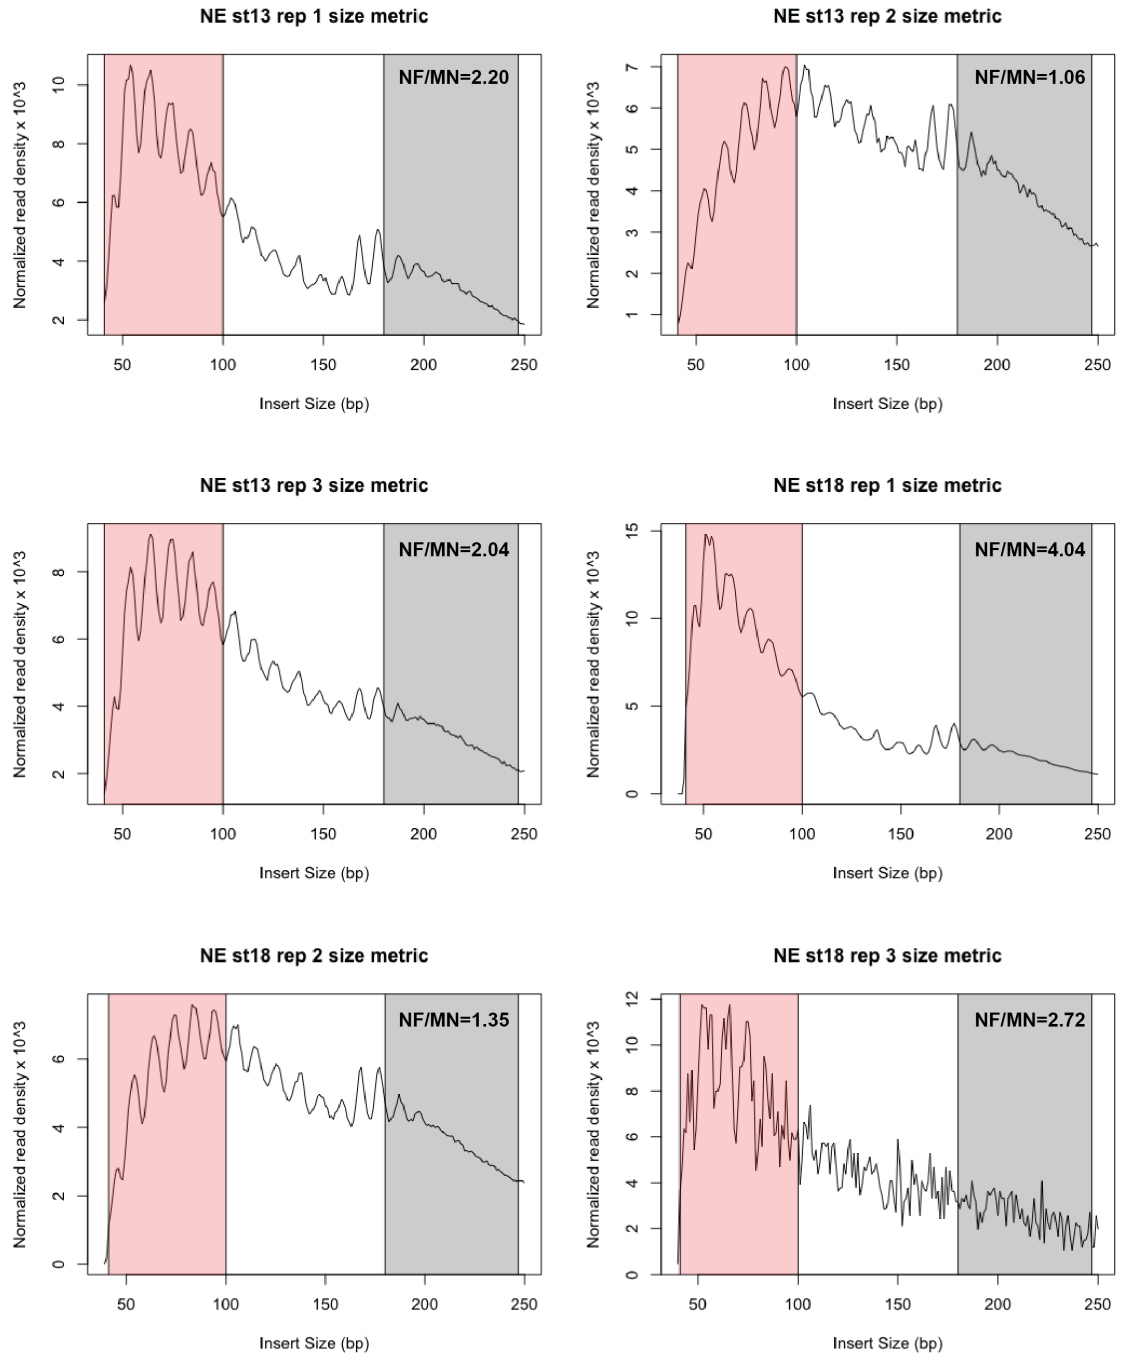 NE st13 rep 1 size metric
NF/MN=2.20
Normalized read density x 10^3
10
8
6
4
2
50 100 150 200 250
Insert Size (bp)
NE st13 rep 2 size metric
NF/MN=1.06
Normalized read density x 10^3
7
6
5
4
3
2
1
50 100 150 200 250
Insert Size (bp)
NE st13 rep 3 size metric
NF/MN=2.04
Normalized read density x 10^3
8
6
4
2
50 100 150 200 250
Insert Size (bp)
NE st18 rep 1 size metric
NF/MN=4.04
Normalized read density x 10^3
15
10
5
0
50 100 150 200 250
Insert Size (bp)
NE st18 rep 2 size metric
NF/MN=1.35
Normalized read density x 10^3
6
4
2
0
50 100 150 200 250
Insert Size (bp)
NE st18 rep 3 size metric
NF/MN=2.72
Normalized read density x 10^3
12
10
8
6
4
2
0
50 100 150 200 250
Insert Size (bp)